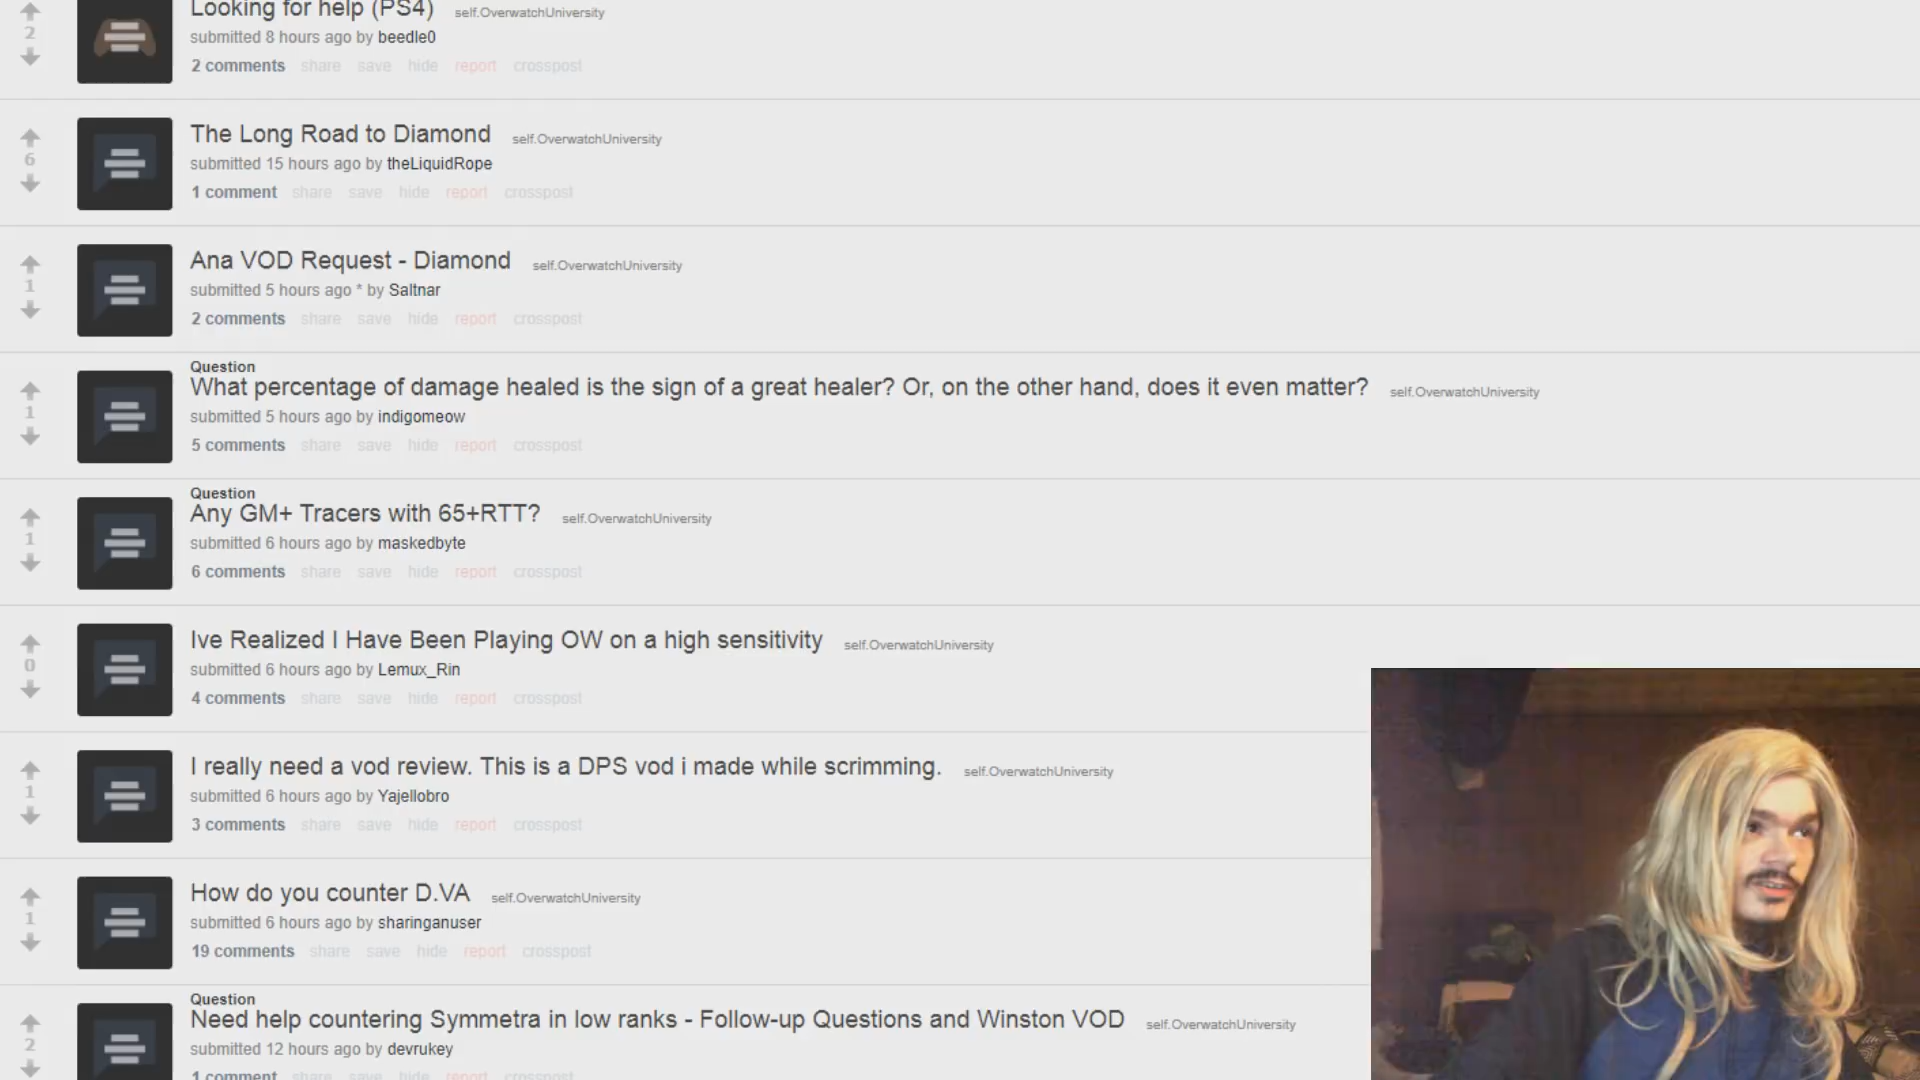 2
Looking for help (PS4) self.OverwatchUniversity
submitted 8 hours ago by beedle0
2 comments share save hide report crosspost
6
The Long Road to Diamond self.OverwatchUniversity
submitted 15 hours ago by theLiquidRope
1 comment share save hide report crosspost
1
Ana VOD Request - Diamond self.OverwatchUniversity
submitted 5 hours ago * by Saltnar
2 comments share save hide report crosspost
1
Question
What percentage of damage healed is the sign of a great healer? Or, on the other hand, does it even matter? self.OverwatchUniversity
submitted 5 hours ago by indigomeow
5 comments share save hide report crosspost
1
Question
Any GM+ Tracers with 65+RTT? self.OverwatchUniversity
submitted 6 hours ago by maskedbyte
6 comments share save hide report crosspost
0
Ive Realized I Have Been Playing OW on a high sensitivity self.OverwatchUniversity
submitted 6 hours ago by Lemux_Rin
4 comments share save hide report crosspost
1
I really need a vod review. This is a DPS vod i made while scrimming. self.OverwatchUniversity
submitted 6 hours ago by Yajellobro
3 comments share save hide report crosspost
1
How do you counter D.VA self.OverwatchUniversity
submitted 6 hours ago by sharinganuser
19 comments share save hide report crosspost
2
Question
Need help countering Symmetra in low ranks - Follow-up Questions and Winston VOD self.OverwatchUniversity
submitted 12 hours ago by devrukey
1 comment share save hide report crosspost